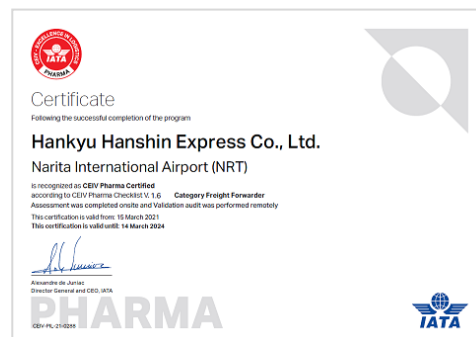 CEIV - EXCELLENCE IN LOGISTICS
IATA
PHARMA
Certificate
Following the successful completion of the program
Hankyu Hanshin Express Co., Ltd.
Narita International Airport (NRT)
is recognized as CEIV Pharma Certified
according to CEIV Pharma Checklist V. 1.6 Category Freight Forwarder
Assessment was completed onsite and Validation audit was performed remotely
This certification is valid from: 15 March 2021
This certification is valid until: 14 March 2024
Alexandre de Juniac
Director General and CEO, IATA
PHARMA
CEIV-PIL-21-0288
IATA